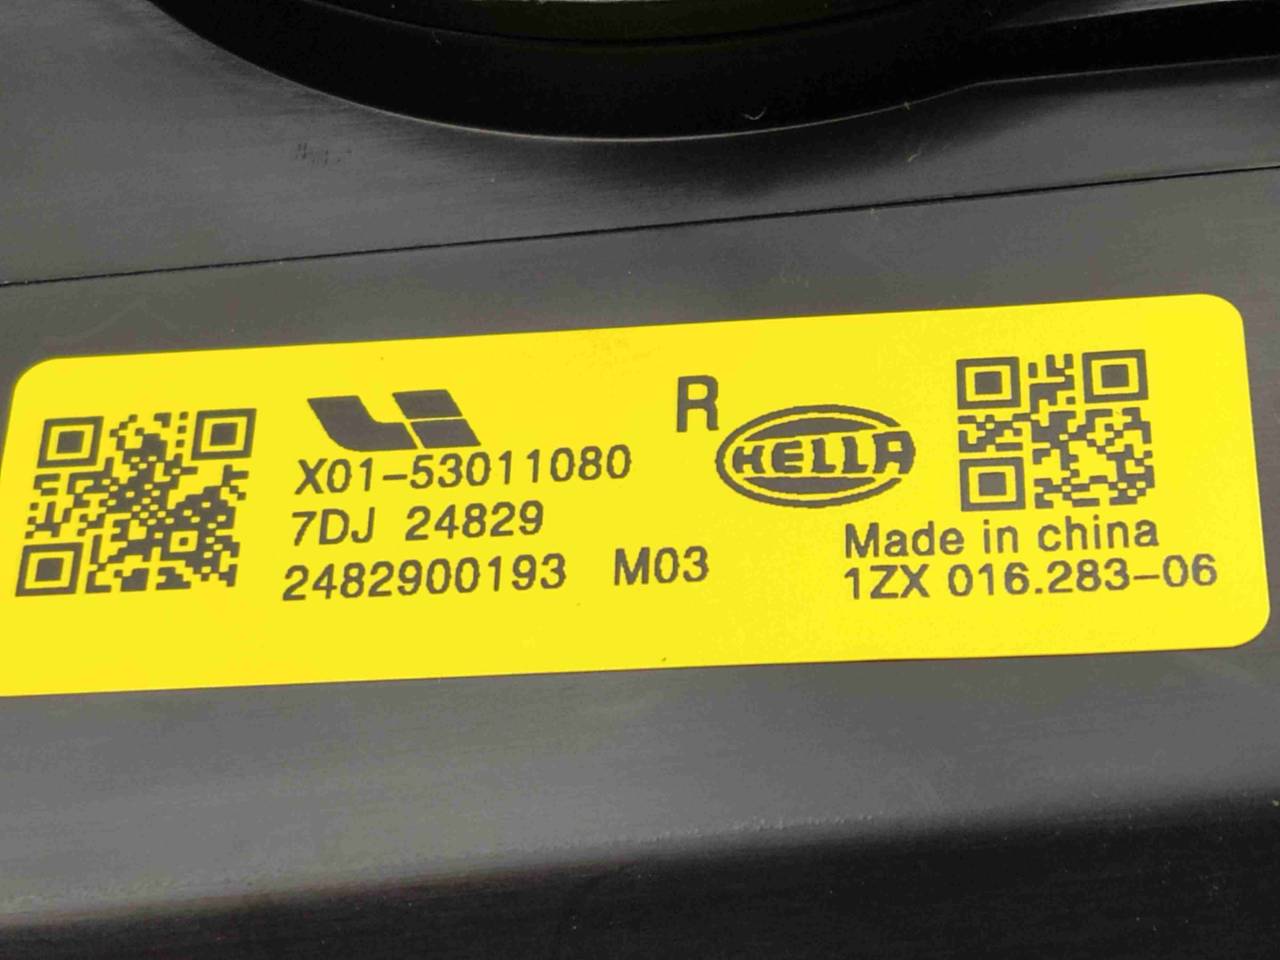 X01-53011080
7DJ 24829
2482900193 M03
R
HELLA
Made in china
1ZX 016.283-06